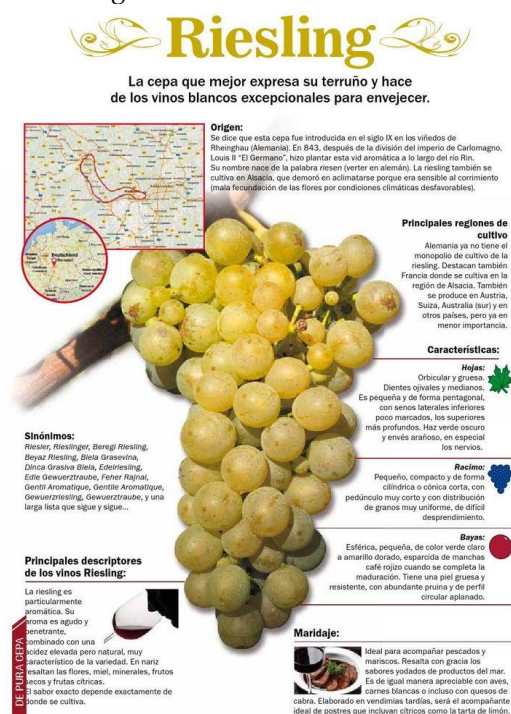 Riesling
La cepa que mejor expresa su terruño y hace
de los vinos blancos excepcionales para envejecer.
Origen:
Se dice que esta cepa fue introducida en el siglo IX en los viñedos de
Rheinghau (Alemania). En 843, después de la división del imperio de Carlomagno,
Louis II "El Germano", hizo plantar esta vid aromática a lo largo del río Rin.
Su nombre nace de la palabra riesen (verter en alemán). La riesling también se
cultiva en Alsacia, que demoró en aclimatarse porque era sensible al corrimiento
(mala fecundación de las flores por condiciones climáticas desfavorables).
Deutschland
Principales regiones de
cultivo
Alemania ya no tiene el
monopolio de cultivo de la
riesling. Destacan también
Francia donde se cultiva en la
región de Alsacia. También
se produce en Austria,
Suiza, Australia (sur) y en
otros países, pero ya en
menor importancia.
Características:
Hojas:
Orbicular y gruesa.
Dientes ojivales y medianos.
Es pequeña y de forma pentagonal,
con senos laterales inferiores
poco marcados, los superiores
más profundos. Haz verde oscuro
y envés arañoso, en especial
los nervios.
Racimo:
Pequeño, compacto y de forma
cilíndrica o cónica corta, con
pedúnculo muy corto y con distribución
de granos muy uniforme, de difícil
desprendimiento.
Bayas:
Esférica, pequeña, de color verde claro
a amarillo dorado, esparcida de manchas
café rojizo cuando se completa la
maduración. Tiene una piel gruesa y
resistente, con abundante pruina y de perfil
circular aplanado.
Sinónimos:
Riesler, Rieslinger, Beregi Riesling,
Beyaz Riesling, Biela Grasevina,
Dinca Grasiva Biela, Edelriesling,
Edle Gewuerztraube, Feher Rajnai,
Gentil Aromatique, Gentile Aromatique,
Gewuerzriesling, Gewuerztraube, y una
larga lista que sigue y sigue...
Principales descriptores
de los vinos Riesling:
La riesling es
particularmente
aromática. Su
aroma es agudo y
penetrante,
combinado con una
acidez elevada pero natural, muy
característico de la variedad. En nariz
resaltan las flores, miel, minerales, frutos
secos y frutas cítricas.
El sabor exacto depende exactamente de
donde se cultiva.
DE PURA CEPA
Maridaje:
Ideal para acompañar pescados y
mariscos. Resalta con gracia los
sabores yodados de productos del mar.
Es de igual manera apreciable con aves,
carnes blancas o incluso con quesos de
cabra. Elaborado en vendimias tardías, será el acompañante
ideal de postres que incluyan cítricos como la tarta de limón.